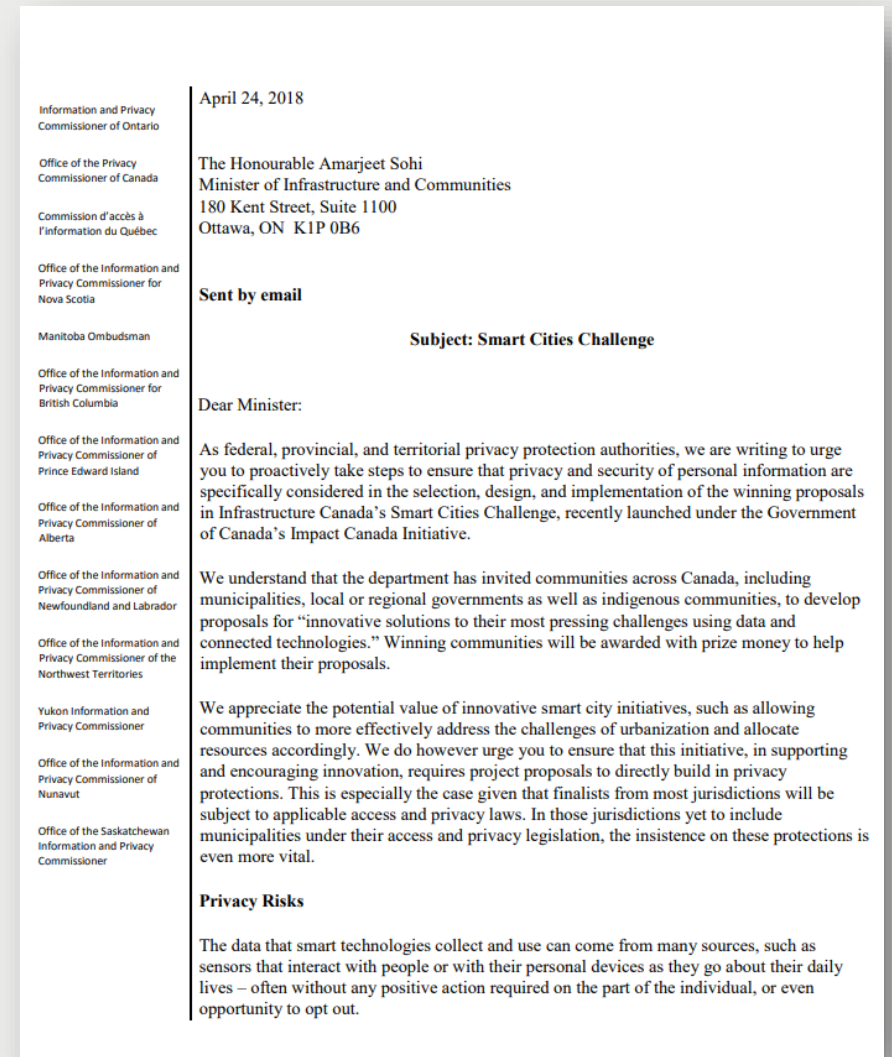 Information and Privacy
Commissioner of Ontario
Office of the Privacy
Commissioner of Canada
Commission d'accès à
l'information du Québec
Office of the Information and
Privacy Commissioner for
Nova Scotia
Manitoba Ombudsman
Office of the Information and
Privacy Commissioner for
British Columbia
Office of the Information and
Privacy Commissioner of
Prince Edward Island
Office of the Information and
Privacy Commissioner of
Alberta
Office of the Information and
Privacy Commissioner of
Newfoundland and Labrador
Office of the Information and
Privacy Commissioner of the
Northwest Territories
Yukon Information and
Privacy Commissioner
Office of the Information and
Privacy Commissioner of
Nunavut
Office of the Saskatchewan
Information and Privacy
Commissioner
April 24, 2018
The Honourable Amarjeet Sohi
Minister of Infrastructure and Communities
180 Kent Street, Suite 1100
Ottawa, ON K1P 0B6
Sent by email
Subject: Smart Cities Challenge
Dear Minister:
As federal, provincial, and territorial privacy protection authorities, we are writing to urge
you to proactively take steps to ensure that privacy and security of personal information are
specifically considered in the selection, design, and implementation of the winning proposals
in Infrastructure Canada's Smart Cities Challenge, recently launched under the Government
of Canada's Impact Canada Initiative.
We understand that the department has invited communities across Canada, including
municipalities, local or regional governments as well as indigenous communities, to develop
proposals for “innovative solutions to their most pressing challenges using data and
connected technologies.” Winning communities will be awarded with prize money to help
implement their proposals.
We appreciate the potential value of innovative smart city initiatives, such as allowing
communities to more effectively address the challenges of urbanization and allocate
resources accordingly. We do however urge you to ensure that this initiative, in supporting
and encouraging innovation, requires project proposals to directly build in privacy
protections. This is especially the case given that finalists from most jurisdictions will be
subject to applicable access and privacy laws. In those jurisdictions yet to include
municipalities under their access and privacy legislation, the insistence on these protections is
even more vital.
Privacy Risks
The data that smart technologies collect and use can come from many sources, such as
sensors that interact with people or with their personal devices as they go about their daily
lives – often without any positive action required on the part of the individual, or even
opportunity to opt out.